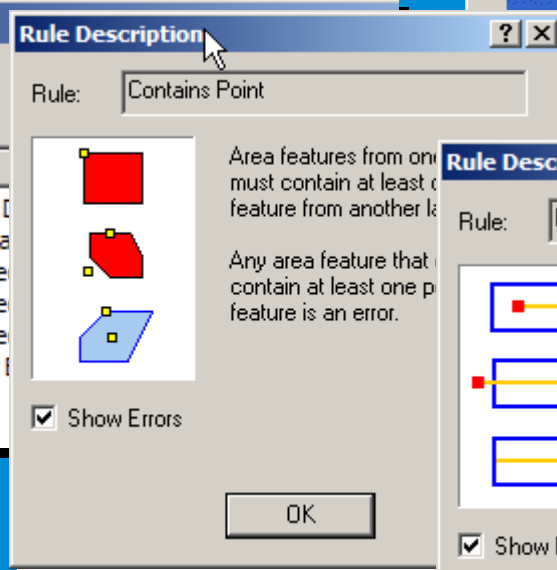 Rule Description
Rule:
Contains Point
Area features from one
must contain at least
feature from another
Any area feature that
contain at least one
feature is an error.
Show Errors
OK
Rule Desc
Rule:
Show